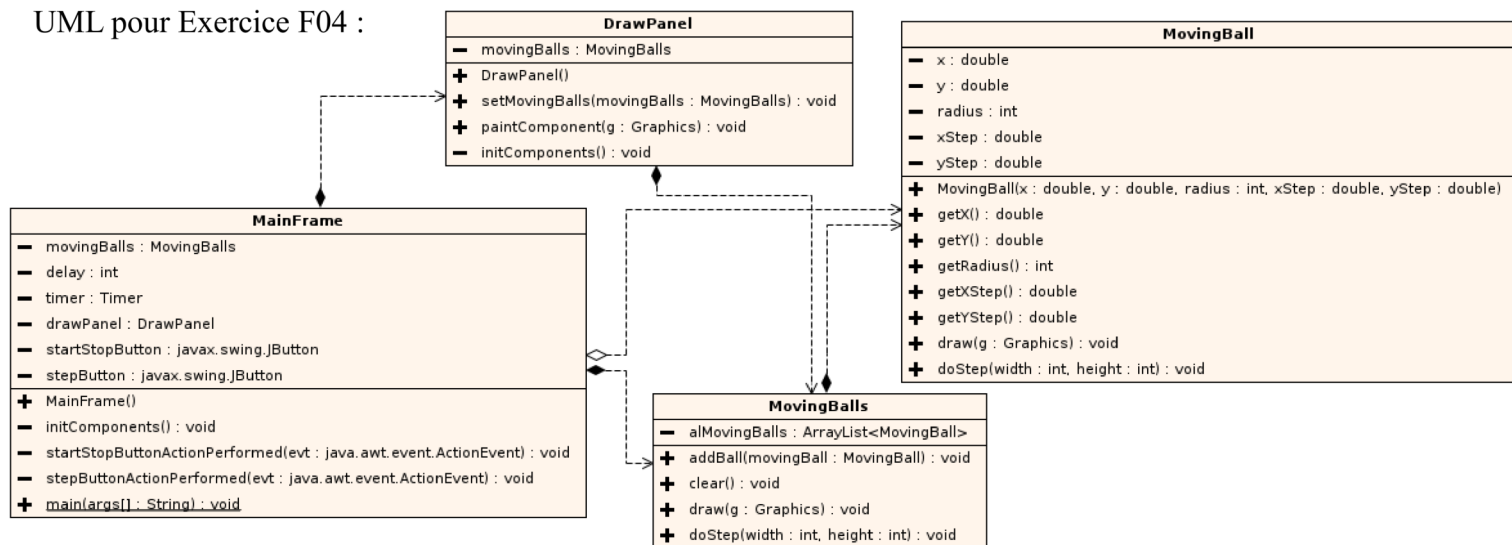 UML pour Exercice F04 :
DrawPanel
− movingBalls : MovingBalls
+ DrawPanel()
+ setMovingBalls(movingBalls : MovingBalls) : void
+ paintComponent(g : Graphics) : void
− initComponents() : void
MovingBall
− x : double
− y : double
− radius : int
− xStep : double
− yStep : double
+ MovingBall(x : double, y : double, radius : int, xStep : double, yStep : double)
+ getX() : double
+ getY() : double
+ getRadius() : int
+ getXStep() : double
+ getYStep() : double
+ draw(g : Graphics) : void
+ doStep(width : int, height : int) : void
MainFrame
− movingBalls : MovingBalls
− delay : int
− timer : Timer
− drawPanel : DrawPanel
− startStopButton : javax.swing.JButton
− stepButton : javax.swing.JButton
+ MainFrame()
− initComponents() : void
− startStopButtonActionPerformed(evt : java.awt.event.ActionEvent) : void
− stepButtonActionPerformed(evt : java.awt.event.ActionEvent) : void
+ main(args[] : String) : void
MovingBalls
− alMovingBalls : ArrayList<MovingBall>
+ addBall(movingBall : MovingBall) : void
+ clear() : void
+ draw(g : Graphics) : void
+ doStep(width : int, height : int) : void